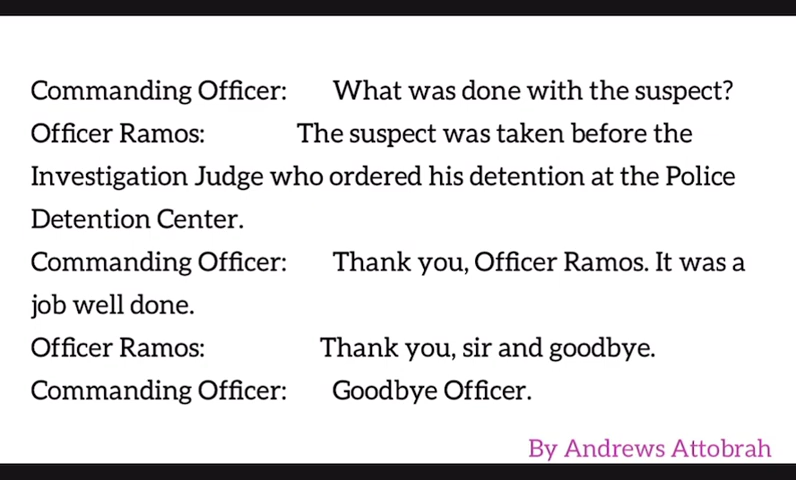 Commanding Officer: What was done with the suspect?
Officer Ramos: The suspect was taken before the
Investigation Judge who ordered his detention at the Police
Detention Center.
Commanding Officer: Thank you, Officer Ramos. It was a
job well done.
Officer Ramos: Thank you, sir and goodbye.
Commanding Officer: Goodbye Officer.
By Andrews Attobrah